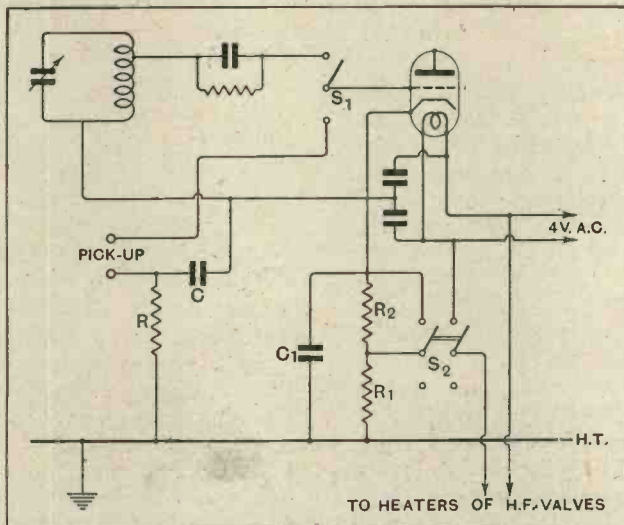 S1
4V. A.C.
PICK-UP
C
R
R2
C1
S2
R1
H.T.
TO HEATERS OF H.F. VALVES